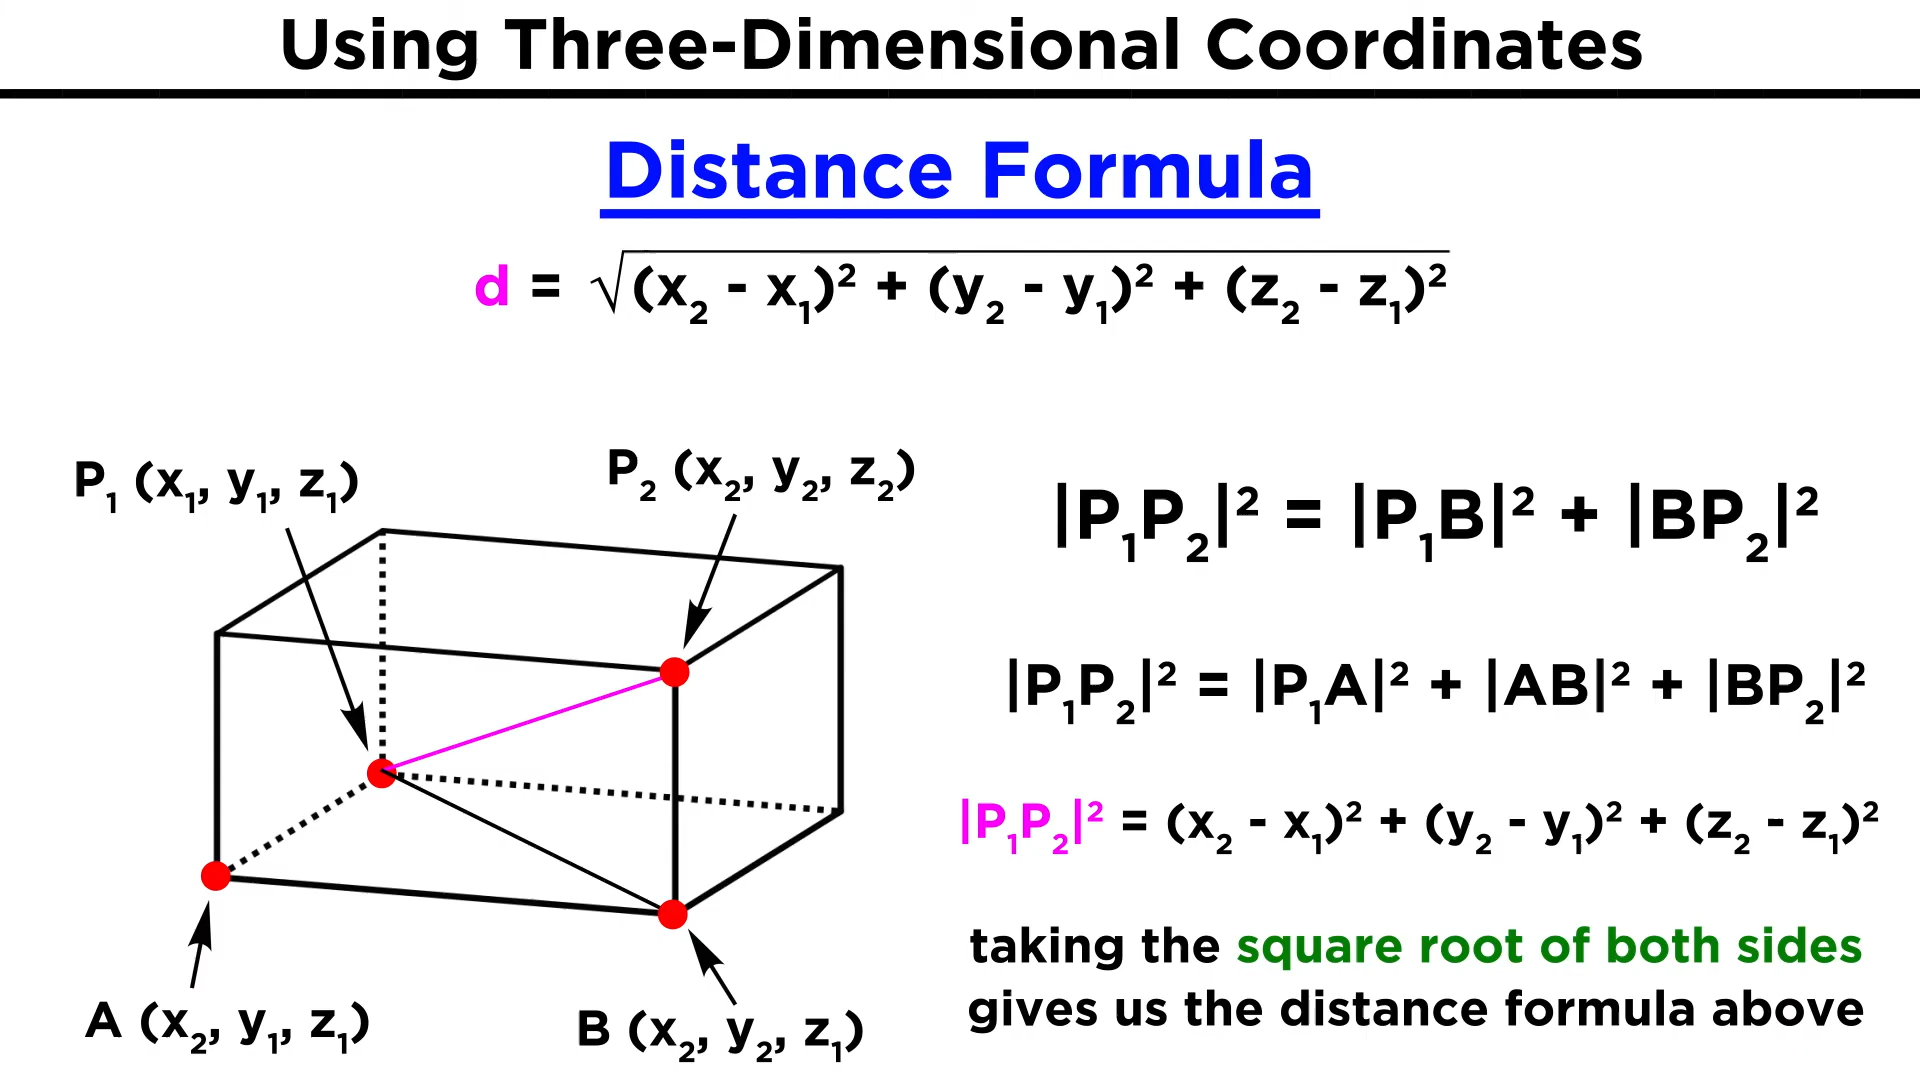 Using Three-Dimensional Coordinates
Distance Formula
d = √(x₂ - x₁)² + (y₂ - y₁)² + (z₂ - z₁)²
P₁ (x₁, y₁, z₁)
P₂ (x₂, y₂, z₂)
|P₁P₂|² = |P₁B|² + |BP₂|²
|P₁P₂|² = |P₁A|² + |AB|² + |BP₂|²
|P₁P₂|² = (x₂ - x₁)² + (y₂ - y₁)² + (z₂ - z₁)²
taking the square root of both sides
gives us the distance formula above
A (x₂, y₁, z₁)
B (x₂, y₂, z₁)